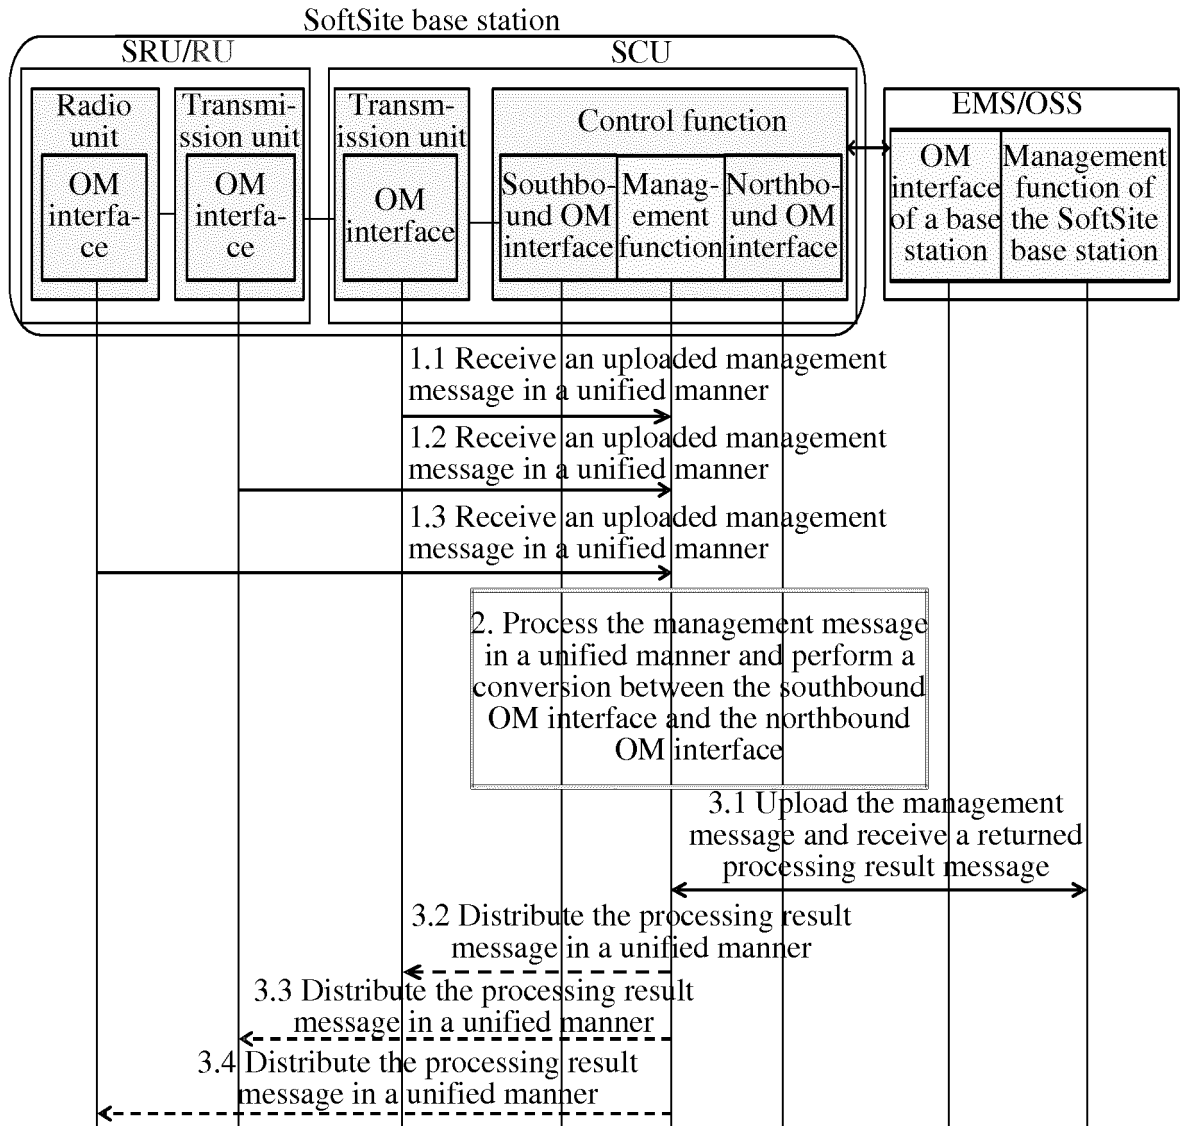 SoftSite base station
SRU/RU
SCU
Radio
unit
OM
interfa-
ce
Transmi-
ssion unit
OM
interfa-
ce
Transm-
ission unit
OM
interface
Control function
Southbo-
und OM
interface
Manag-
ement
function
Northbo-
und OM
interface
EMS/OSS
OM
interface
of a base
station
Management
function of
the SoftSite
base station
1.1 Receive an uploaded management
message in a unified manner
1.2 Receive an uploaded management
message in a unified manner
1.3 Receive an uploaded management
message in a unified manner
2. Process the management message
in a unified manner and perform a
conversion between the southbound
OM interface and the northbound
OM interface
3.1 Upload the management
message and receive a returned
processing result message
3.2 Distribute the processing result
message in a unified manner
3.3 Distribute the processing result
message in a unified manner
3.4 Distribute the processing result
message in a unified manner